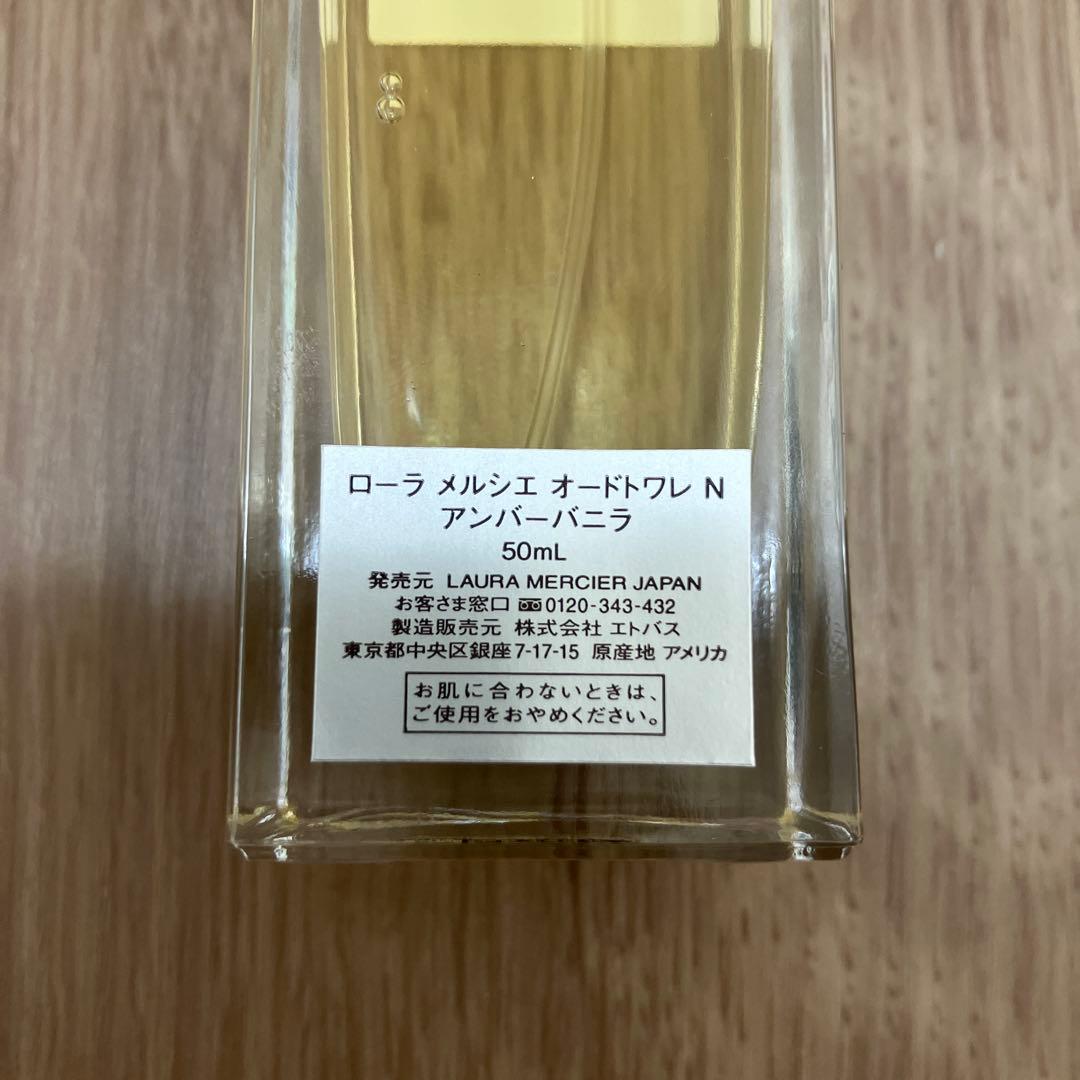 ローラ メルシエ オードトワレ N
アンバーバニラ
50mL
発売元 LAURA MERCIER JAPAN
お客さま窓口 0120-343-432
製造販売元 株式会社 エトバス
東京都中央区銀座7-17-15 原産地 アメリカ
お肌に合わないときは、
ご使用をおやめください。